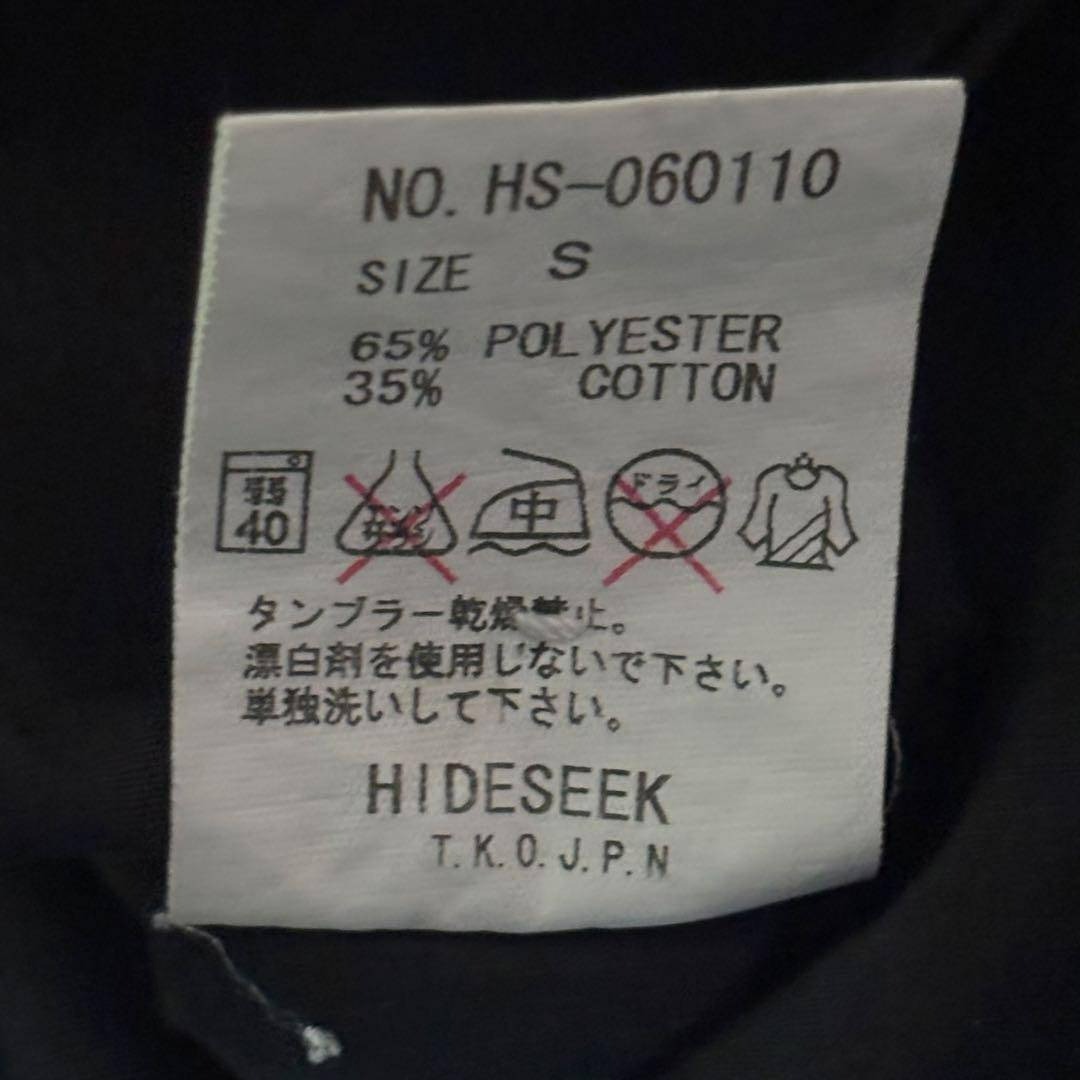 NO. HS-060110
SIZE S
65% POLYESTER
35% COTTON
弱 40 中 ドライ
タンブラー乾燥禁止。
漂白剤を使用しないで下さい。
単独洗いして下さい。
HIDESEEK
T.K.O.J.P.N